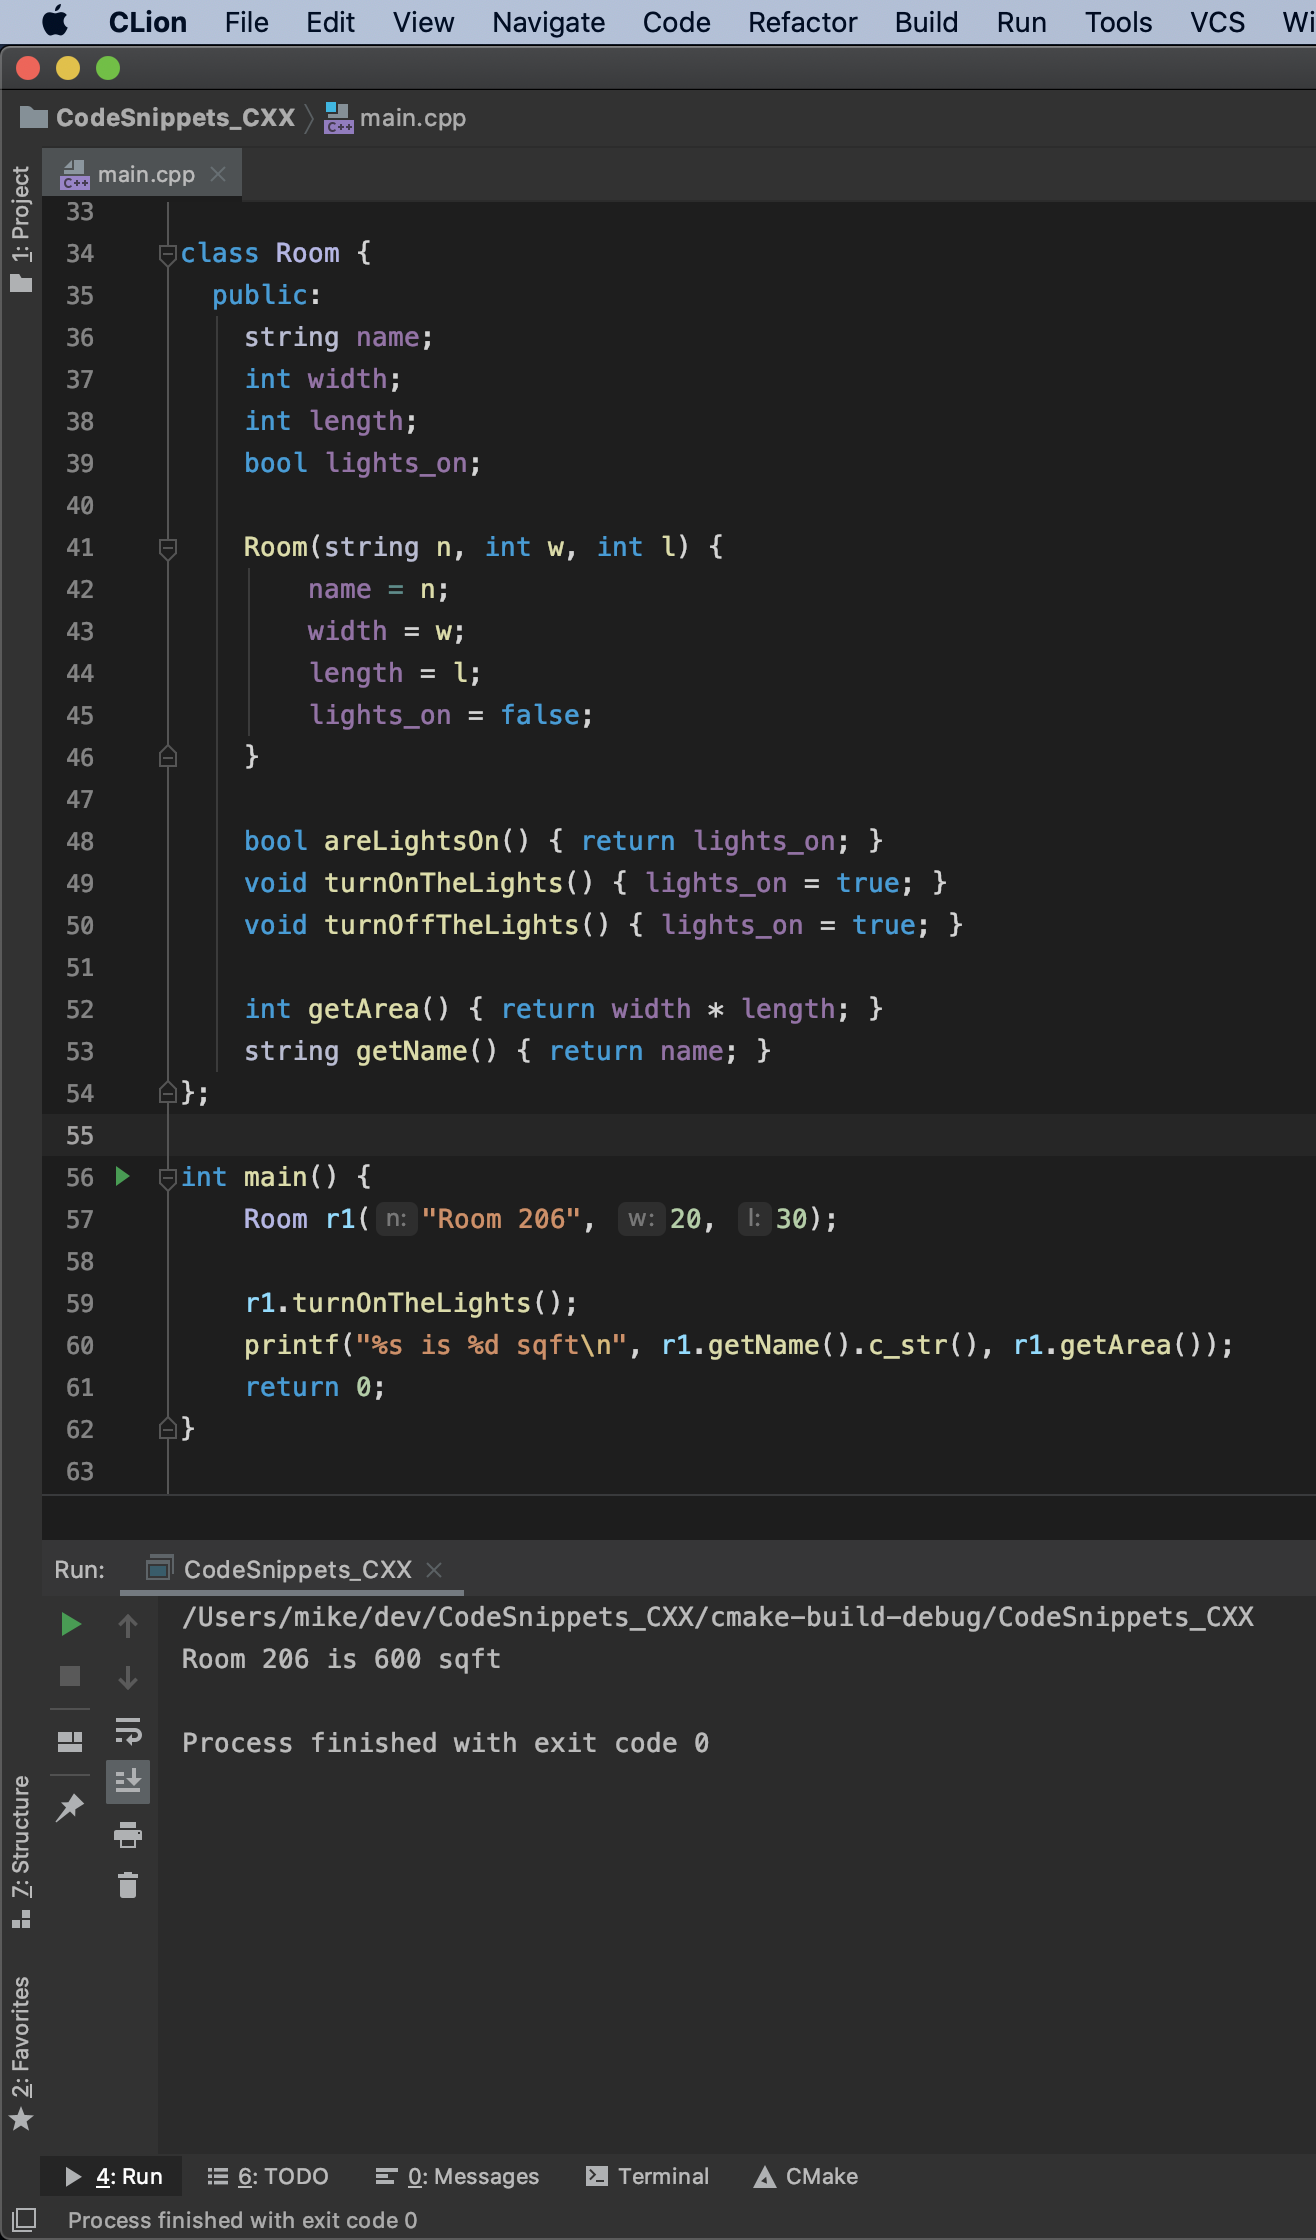 CLion File Edit View Navigate Code Refactor Build Run Tools VCS
CodeSnippets_CXX main.cpp
C++ main.cpp
1: Project
33
34 class Room {
35 public:
36 string name;
37 int width;
38 int length;
39 bool lights_on;
40
41 Room(string n, int w, int l) {
42 name = n;
43 width = w;
44 length = l;
45 lights_on = false;
46 }
47
48 bool areLightsOn() { return lights_on; }
49 void turnOnTheLights() { lights_on = true; }
50 void turnOffTheLights() { lights_on = true; }
51
52 int getArea() { return width * length; }
53 string getName() { return name; }
54 };
55
56 int main() {
57 Room r1( n: "Room 206", w: 20, l: 30);
58
59 r1.turnOnTheLights();
60 printf("%s is %d sqft\n", r1.getName().c_str(), r1.getArea());
61 return 0;
62 }
63
Run: CodeSnippets_CXX
/Users/mike/dev/CodeSnippets_CXX/cmake-build-debug/CodeSnippets_CXX
Room 206 is 600 sqft
Process finished with exit code 0
7: Structure
2: Favorites
4: Run 6: TODO 0: Messages Terminal CMake
Process finished with exit code 0